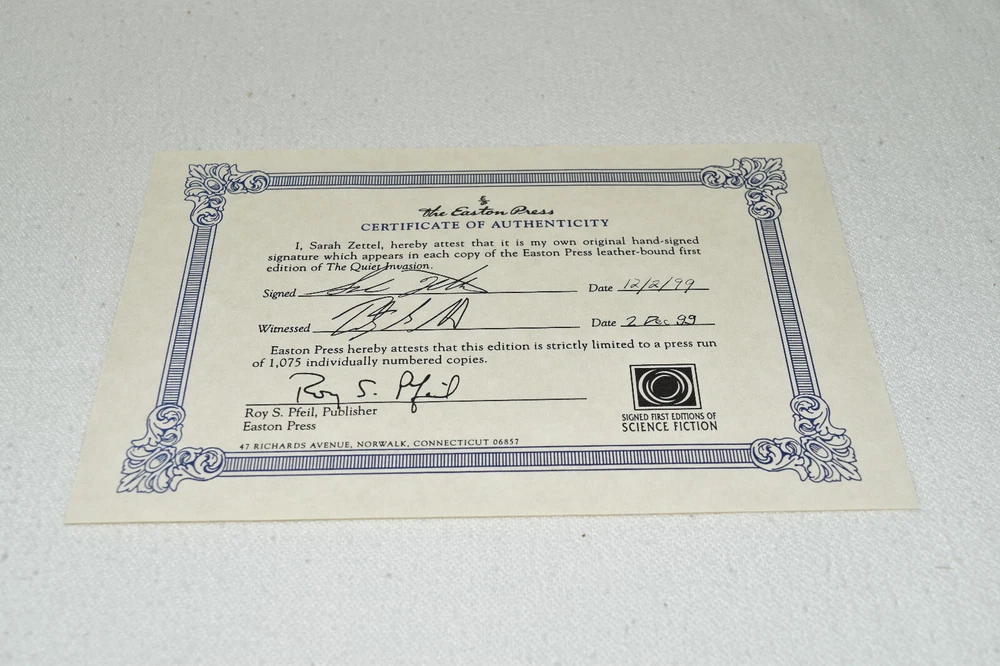 The Easton Press
CERTIFICATE OF AUTHENTICITY
I, Sarah Zettel, hereby attest that it is my own original hand-signed
signature which appears in each copy of the Easton Press leather-bound first
edition of The Quiet Invasion.
Signed Date 12/2/99
Witnessed Date 2 Dec 99
Easton Press hereby attests that this edition is strictly limited to a press run
of 1,075 individually numbered copies.
Roy S. Pfeil
Roy S. Pfeil, Publisher
Easton Press
SIGNED FIRST EDITIONS OF
SCIENCE FICTION
47 RICHARDS AVENUE, NORWALK, CONNECTICUT 06857